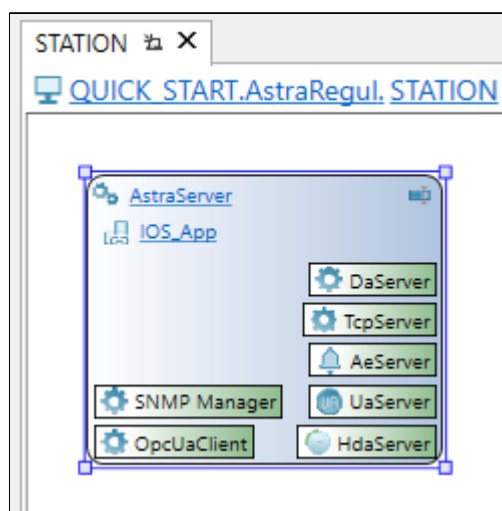 STATION
QUICK_START.AstraRegul. STATION
AstraServer
IOS_App
DaServer
TcpServer
AeServer
SNMP Manager
UaServer
OpcUaClient
HdaServer